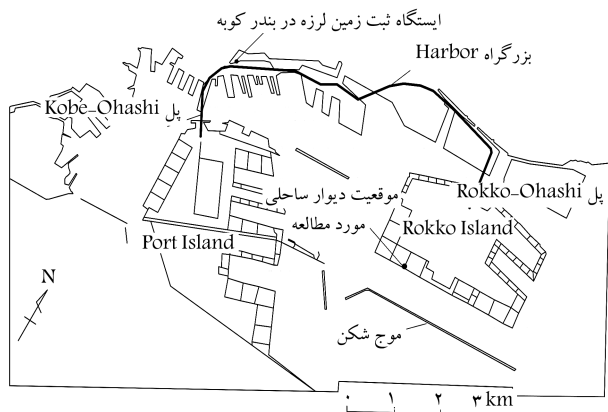 ایستگاه ثبت زمین لرزه در بندر کوبه
بزرگراه Harbor
پل Kobe-Ohashi
پل Rokko-Ohashi
موقعیت دیوار ساحلی
مورد مطالعه
Rokko Island
Port Island
N
موج شکن
۰ ۱ ۲ ۳ km